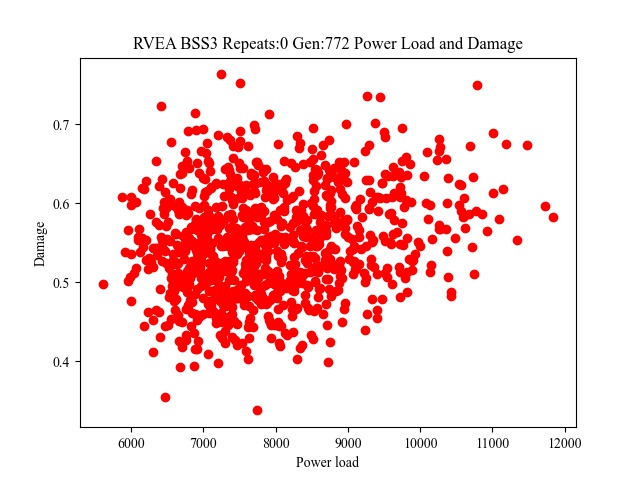 RVEA BSS3 Repeats:0 Gen:772 Power Load and Damage
0.7
0.6
0.5
0.4
Damage
6000 7000 8000 9000 10000 11000 12000
Power load